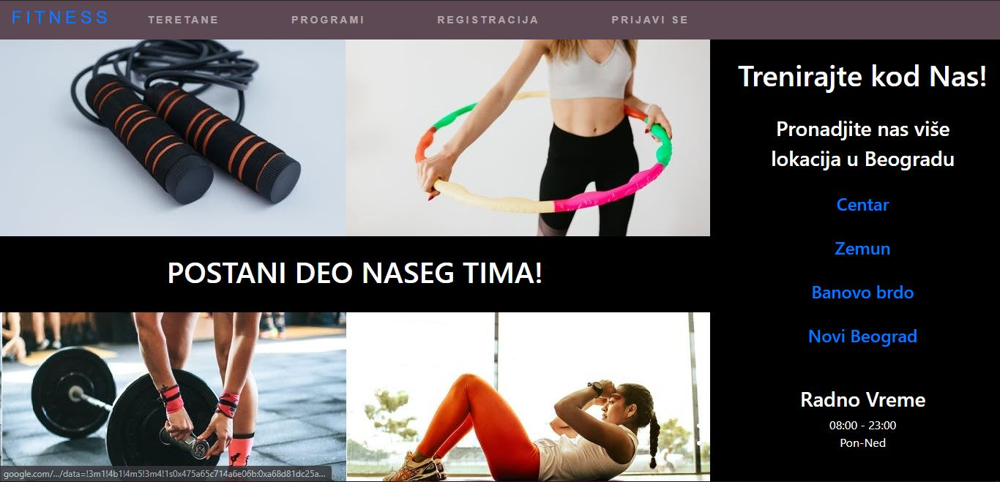 FITNESS
TERETANE
PROGRAMI
REGISTRACIJA
PRIJAVI SE
Trenirajte kod Nas!
Pronadjite nas više
lokacija u Beogradu
Centar
Zemun
Banovo brdo
Novi Beograd
Radno Vreme
08:00 - 23:00
Pon-Ned
POSTANI DEO NASEG TIMA!
google.com/.../data=!3m1!4b1!4m5!3m4!1s0x475a65c714a6e06b:0xa68d81dc25a...